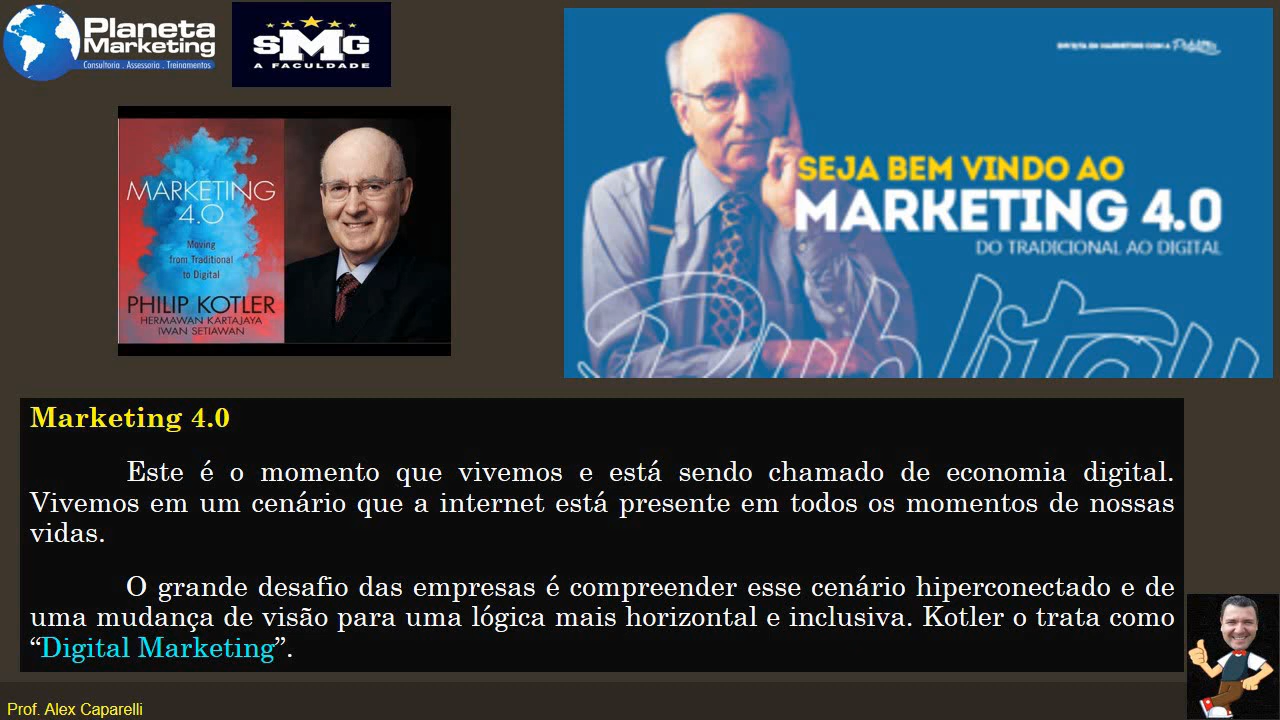 Planeta
Marketing
Consultoria . Assessoria . Treinamentos
SMG
A FACULDADE
MARKETING
4.0
Moving
from Traditional
to Digital
PHILIP KOTLER
HERMAWAN KARTAJAYA
IWAN SETIAWAN
SEJA BEM VINDO AO
MARKETING 4.0
DO TRADICIONAL AO DIGITAL
Marketing 4.0
Este é o momento que vivemos e está sendo chamado de economia digital.
Vivemos em um cenário que a internet está presente em todos os momentos de nossas
vidas.
O grande desafio das empresas é compreender esse cenário hiperconectado e de
uma mudança de visão para uma lógica mais horizontal e inclusiva. Kotler o trata como
“Digital Marketing”.
Prof. Alex Caparelli